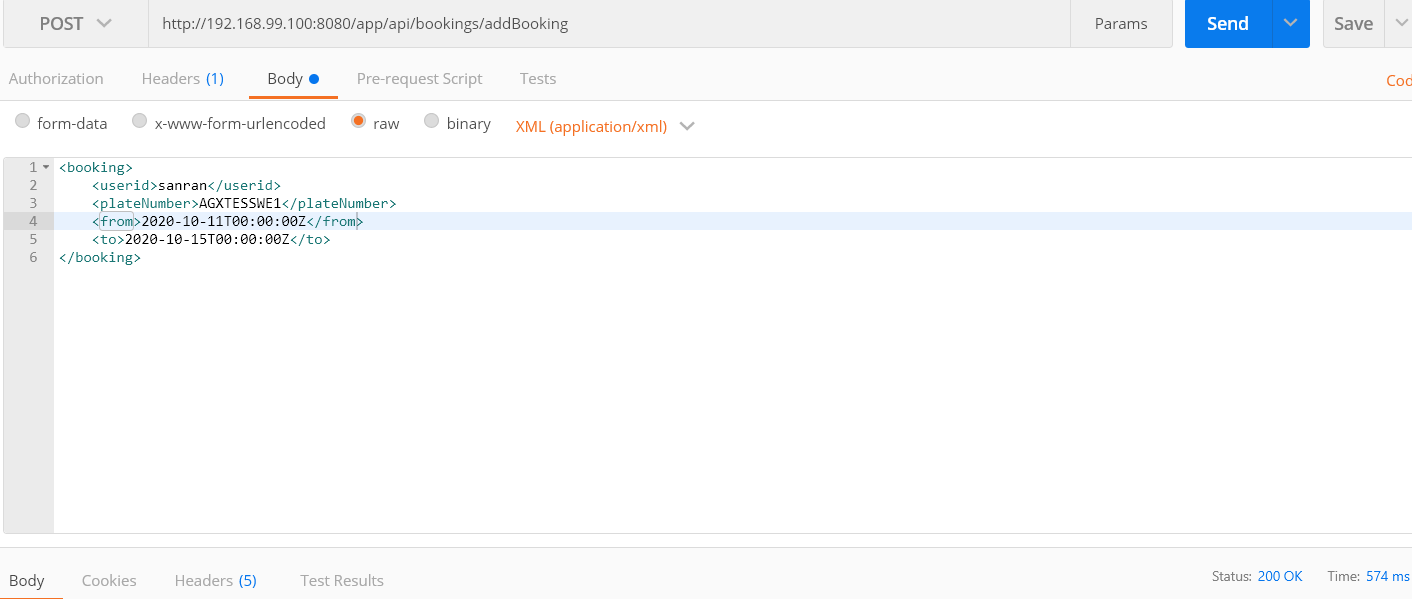 POST http://192.168.99.100:8080/app/api/bookings/addBooking Params Send Save
Authorization Headers (1) Body Pre-request Script Tests Cod
form-data x-www-form-urlencoded raw binary XML (application/xml)
1 <booking>
2 <userid>sanran</userid>
3 <plateNumber>AGXTESSWE1</plateNumber>
4 <from>2020-10-11T00:00:00Z</from>
5 <to>2020-10-15T00:00:00Z</to>
6 </booking>
Body Cookies Headers (5) Test Results Status: 200 OK Time: 574 ms